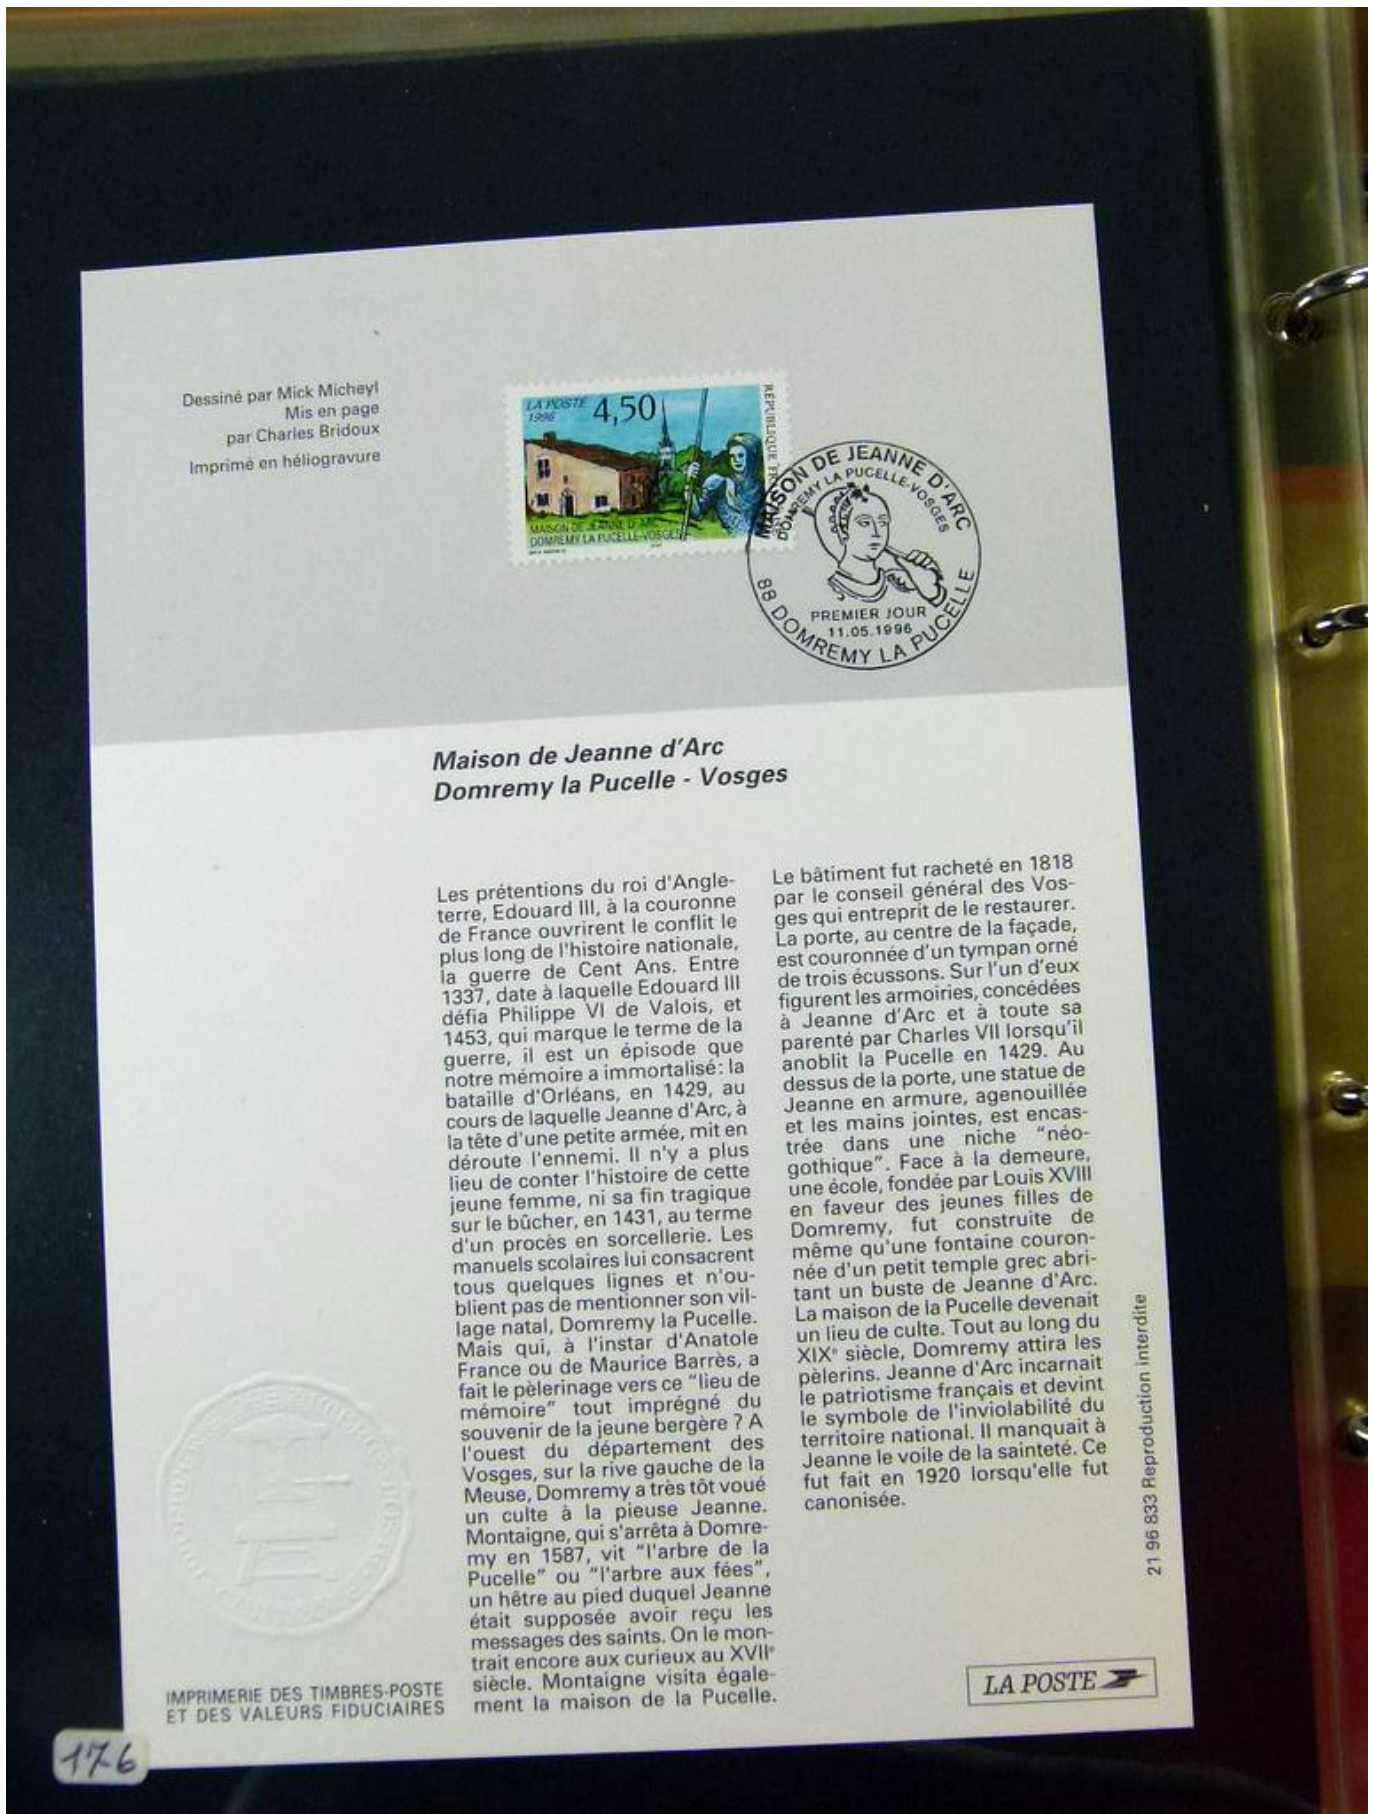 Dessiné par Mick Micheyl
Mis en page
par Charles Bridoux
Imprimé en héliogravure
LA POSTE
1996
4,50
RÉPUBLIQUE
MAISON DE JEANNE D'ARC
DOMREMY LA PUCELLE-VOSGES
MAISON DE JEANNE D'ARC
DOMREMY LA PUCELLE-VOSGES
PREMIER JOUR
11.05.1996
88 DOMREMY LA PUCELLE
Maison de Jeanne d'Arc
Domremy la Pucelle - Vosges
Les prétentions du roi d'Angle-
terre, Edouard III, à la couronne
de France ouvrirent le conflit le
plus long de l'histoire nationale,
la guerre de Cent Ans. Entre
1337, date à laquelle Edouard III
défia Philippe VI de Valois, et
1453, qui marque le terme de la
guerre, il est un épisode que
notre mémoire a immortalisé: la
bataille d'Orléans, en 1429, au
cours de laquelle Jeanne d'Arc, à
la tête d'une petite armée, mit en
déroute l'ennemi. Il n'y a plus
lieu de conter l'histoire de cette
jeune femme, ni sa fin tragique
sur le bûcher, en 1431, au terme
d'un procès en sorcellerie. Les
manuels scolaires lui consacrent
tous quelques lignes et n'ou-
blient pas de mentionner son vil-
lage natal, Domremy la Pucelle.
Mais qui, à l'instar d'Anatole
France ou de Maurice Barrès, a
fait le pèlerinage vers ce "lieu de
mémoire" tout imprégné du
souvenir de la jeune bergère ? A
l'ouest du département des
Vosges, sur la rive gauche de la
Meuse, Domremy a très tôt voué
un culte à la pieuse Jeanne.
Montaigne, qui s'arrêta à Domre-
my en 1587, vit "l'arbre de la
Pucelle" ou "l'arbre aux fées",
un hêtre au pied duquel Jeanne
était supposée avoir reçu les
messages des saints. On le mon-
trait encore aux curieux au XVIIe
siècle. Montaigne visita égale-
ment la maison de la Pucelle.
Le bâtiment fut racheté en 1818
par le conseil général des Vos-
ges qui entreprit de le restaurer.
La porte, au centre de la façade,
est couronnée d'un tympan orné
de trois écussons. Sur l'un d'eux
figurent les armoiries, concédées
à Jeanne d'Arc et à toute sa
parenté par Charles VII lorsqu'il
anoblit la Pucelle en 1429. Au
dessus de la porte, une statue de
Jeanne en armure, agenouillée
et les mains jointes, est encas-
trée dans une niche "néo-
gothique". Face à la demeure,
une école, fondée par Louis XVIII
en faveur des jeunes filles de
Domremy, fut construite de
même qu'une fontaine couron-
née d'un petit temple grec abri-
tant un buste de Jeanne d'Arc.
La maison de la Pucelle devenait
un lieu de culte. Tout au long du
XIXe siècle, Domremy attira les
pèlerins. Jeanne d'Arc incarnait
le patriotisme français et devint
le symbole de l'inviolabilité du
territoire national. Il manquait à
Jeanne le voile de la sainteté. Ce
fut fait en 1920 lorsqu'elle fut
canonisée.
21 96 833 Reproduction interdite
IMPRIMERIE DES TIMBRES-POSTE
ET DES VALEURS FIDUCIAIRES
LA POSTE
176